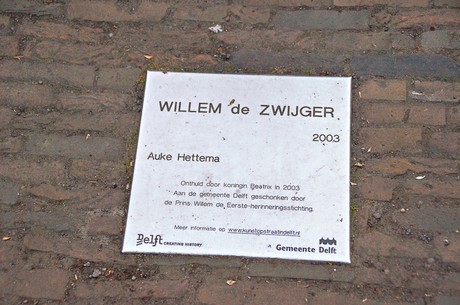 WILLEM de ZWIJGER
2003
Auke Hettema
Onthuld door koningin Beatrix in 2003
Aan de gemeente Delft geschonken door
de Prins Willem de Eerste-herinneringsstichting.
Meer informatie op www.kunstopstraatindelft.nl
Delft CREATING HISTORY
Gemeente Delft